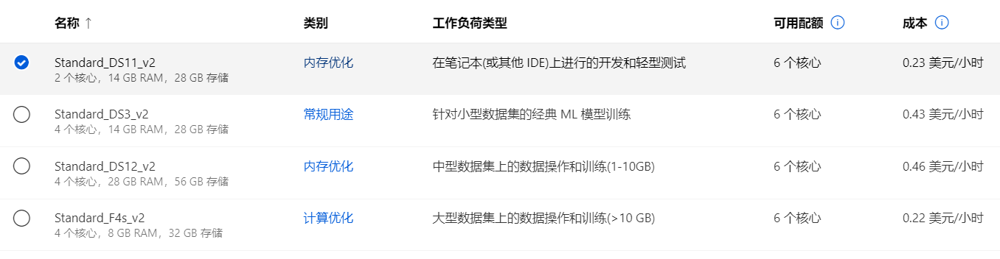 名称 ↑ 类别 工作负荷类型 可用配额 成本
Standard_DS11_v2 内存优化 在笔记本(或其他 IDE)上进行的开发和轻型测试 6 个核心 0.23 美元/小时
2 个核心，14 GB RAM，28 GB 存储
Standard_DS3_v2 常规用途 针对小型数据集的经典 ML 模型训练 6 个核心 0.43 美元/小时
4 个核心，14 GB RAM，28 GB 存储
Standard_DS12_v2 内存优化 中型数据集上的数据操作和训练(1-10GB) 6 个核心 0.46 美元/小时
4 个核心，28 GB RAM，56 GB 存储
Standard_F4s_v2 计算优化 大型数据集上的数据操作和训练(>10 GB) 6 个核心 0.22 美元/小时
4 个核心，8 GB RAM，32 GB 存储